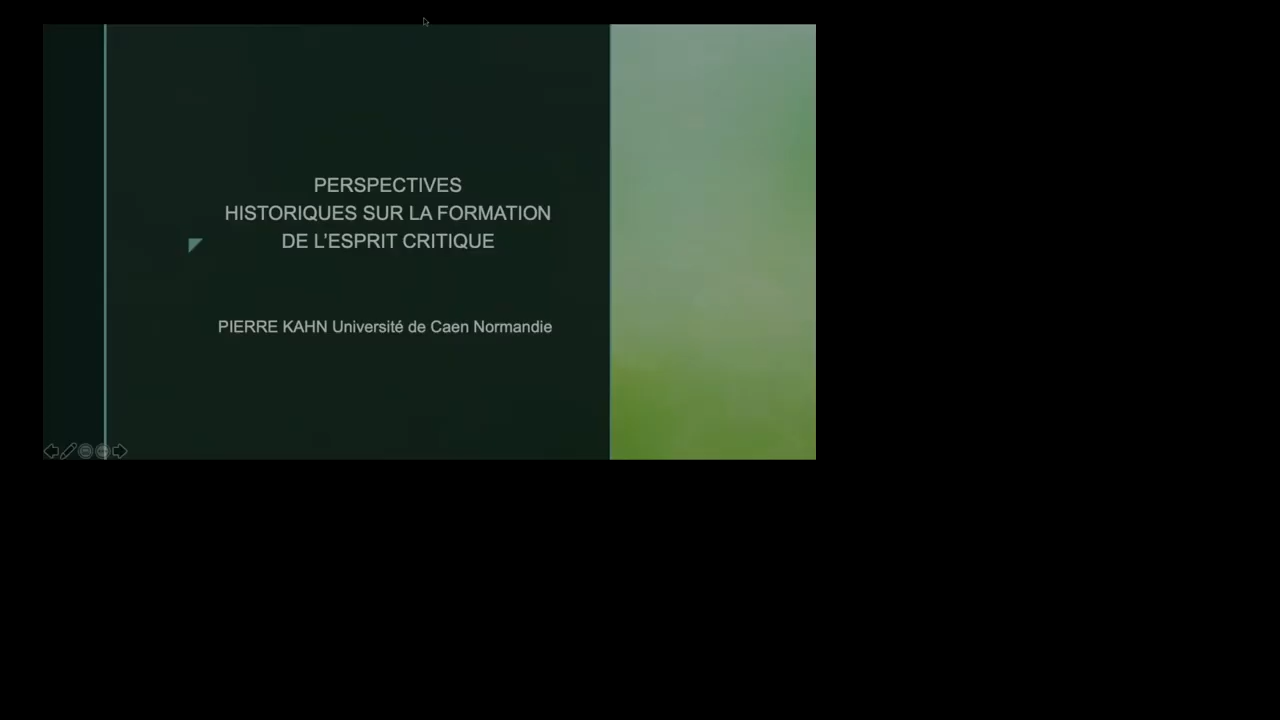 PERSPECTIVES
HISTORIQUES SUR LA FORMATION
DE L'ESPRIT CRITIQUE
PIERRE KAHN Université de Caen Normandie